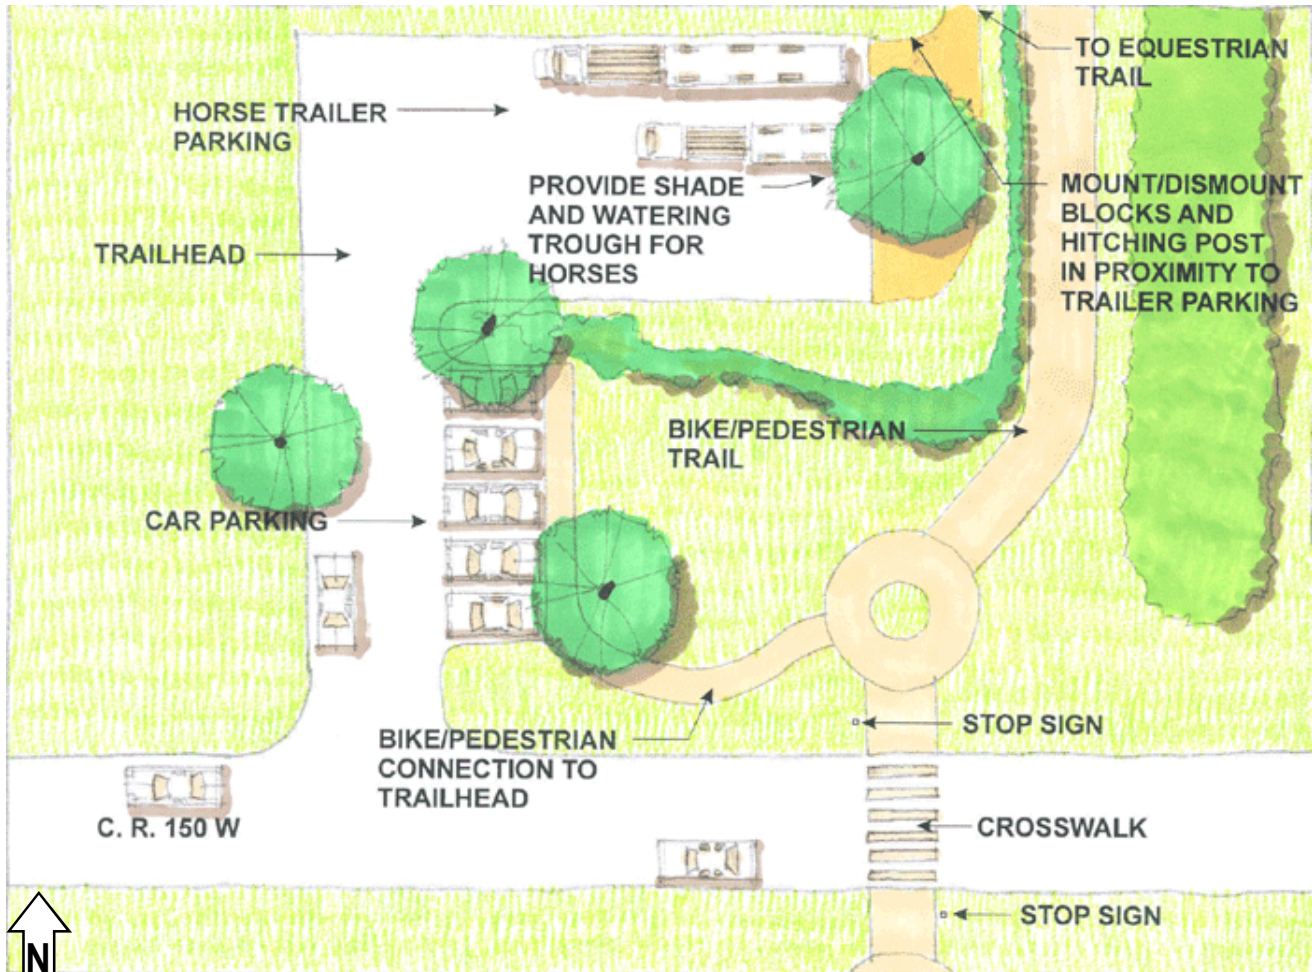 TO EQUESTRIAN
TRAIL
HORSE TRAILER
PARKING
PROVIDE SHADE
AND WATERING
TROUGH FOR
HORSES
MOUNT/DISMOUNT
BLOCKS AND
HITCHING POST
IN PROXIMITY TO
TRAILER PARKING
TRAILHEAD
BIKE/PEDESTRIAN
TRAIL
CAR PARKING
BIKE/PEDESTRIAN
CONNECTION TO
TRAILHEAD
STOP SIGN
C. R. 150 W
CROSSWALK
STOP SIGN
N